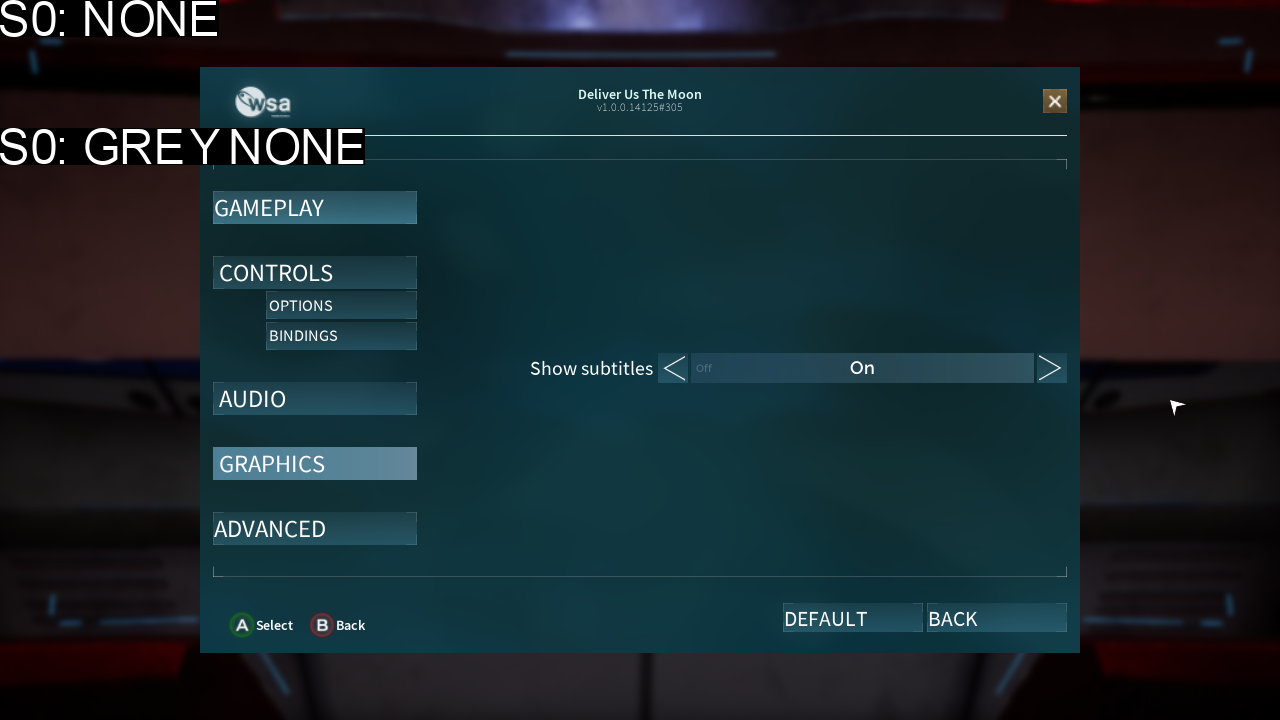 S0: NONE
wsa
Deliver Us The Moon
v1.0.0.14125#305
S0: GREY NONE
GAMEPLAY
CONTROLS
OPTIONS
BINDINGS
Show subtitles Off On
AUDIO
GRAPHICS
ADVANCED
A Select B Back
DEFAULT BACK